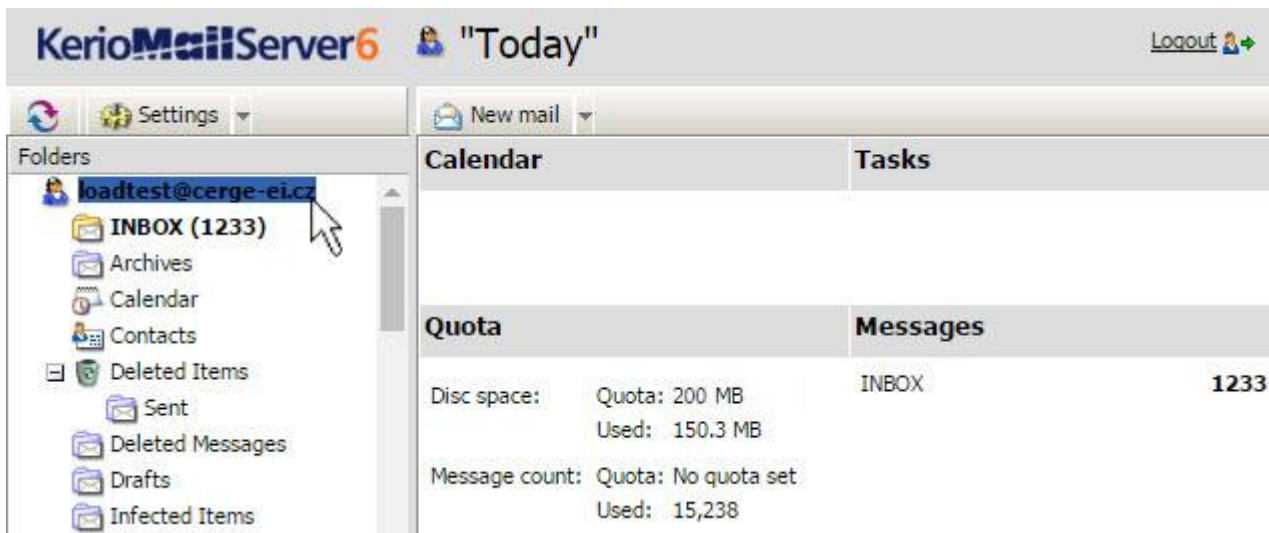 KerioMailServer6 "Today" Logout
Settings
New mail
Folders
loadtest@cerge-ei.cz
INBOX (1233)
Archives
Calendar
Contacts
Deleted Items
Sent
Deleted Messages
Drafts
Infected Items
Calendar Tasks
Quota Messages
Disc space: Quota: 200 MB
Used: 150.3 MB
INBOX 1233
Message count: Quota: No quota set
Used: 15,238